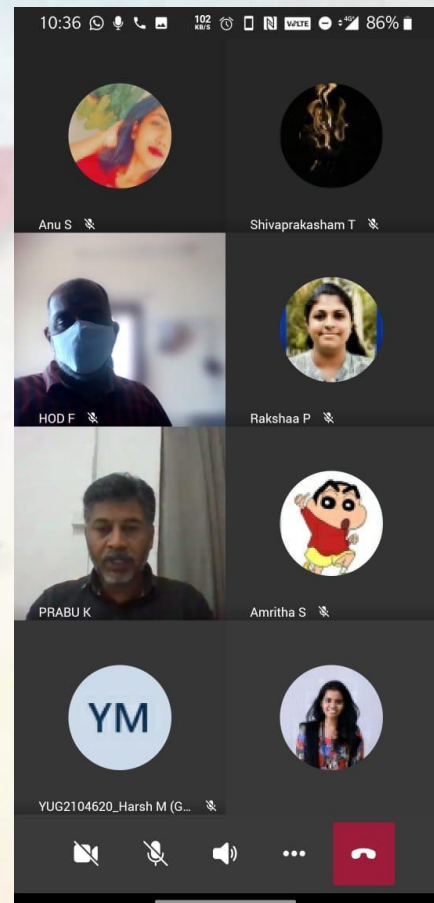 10:36 102 KB/S VoLTE 4G+ 86%
Anu S
Shivaprakasham T
HOD F
Rakshaa P
PRABU K
Amritha S
YM
YUG2104620_Harsh M (G...